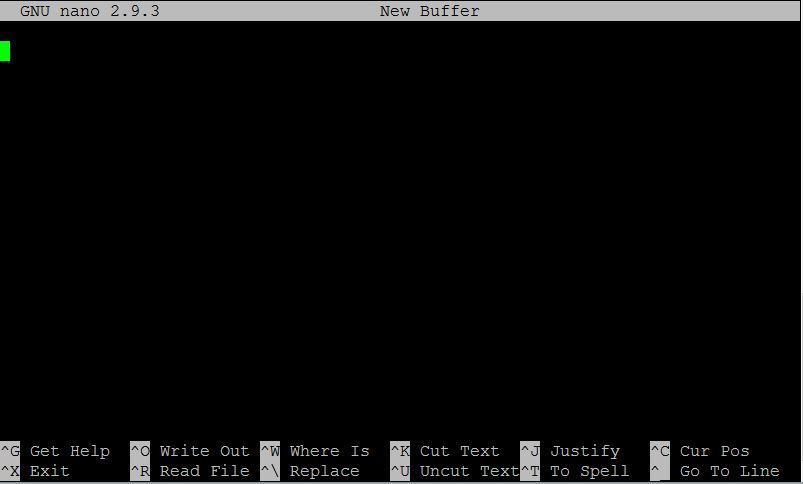 GNU nano 2.9.3 New Buffer
^G Get Help ^O Write Out ^W Where Is ^K Cut Text ^J Justify ^C Cur Pos
^X Exit ^R Read File ^\ Replace ^U Uncut Text ^T To Spell ^_ Go To Line